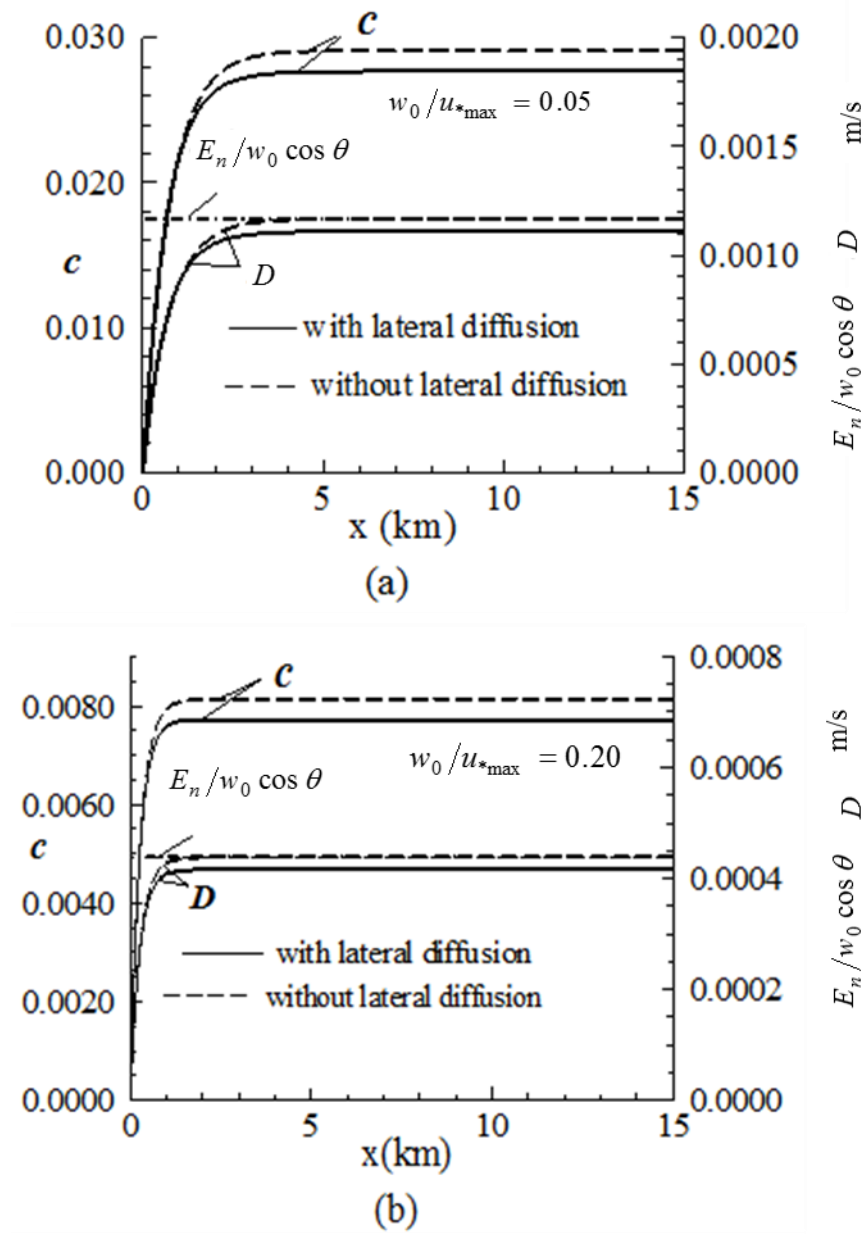 C
0.030
0.0020
w₀/u*max = 0.05
m/s
Eₙ/w₀ cos θ
0.0015
0.020
c
0.0010
D
D
0.010
with lateral diffusion
0.0005
without lateral diffusion
Eₙ/w₀ cos θ
0.000
0.0000
0 5 10 15
x (km)
(a)
0.0008
C
0.0080
w₀/u*max = 0.20
m/s
Eₙ/w₀ cos θ
0.0006
0.0060
c
D
0.0004
D
0.0040
with lateral diffusion
Eₙ/w₀ cos θ
without lateral diffusion
0.0020
0.0002
0.0000
0.0000
0 5 10 15
x(km)
(b)